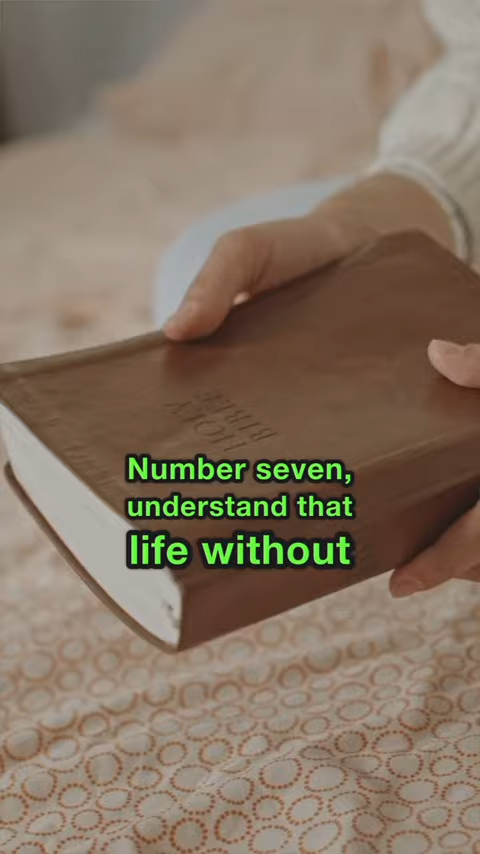 HOLY
BIBLE
Number seven,
understand that
life without